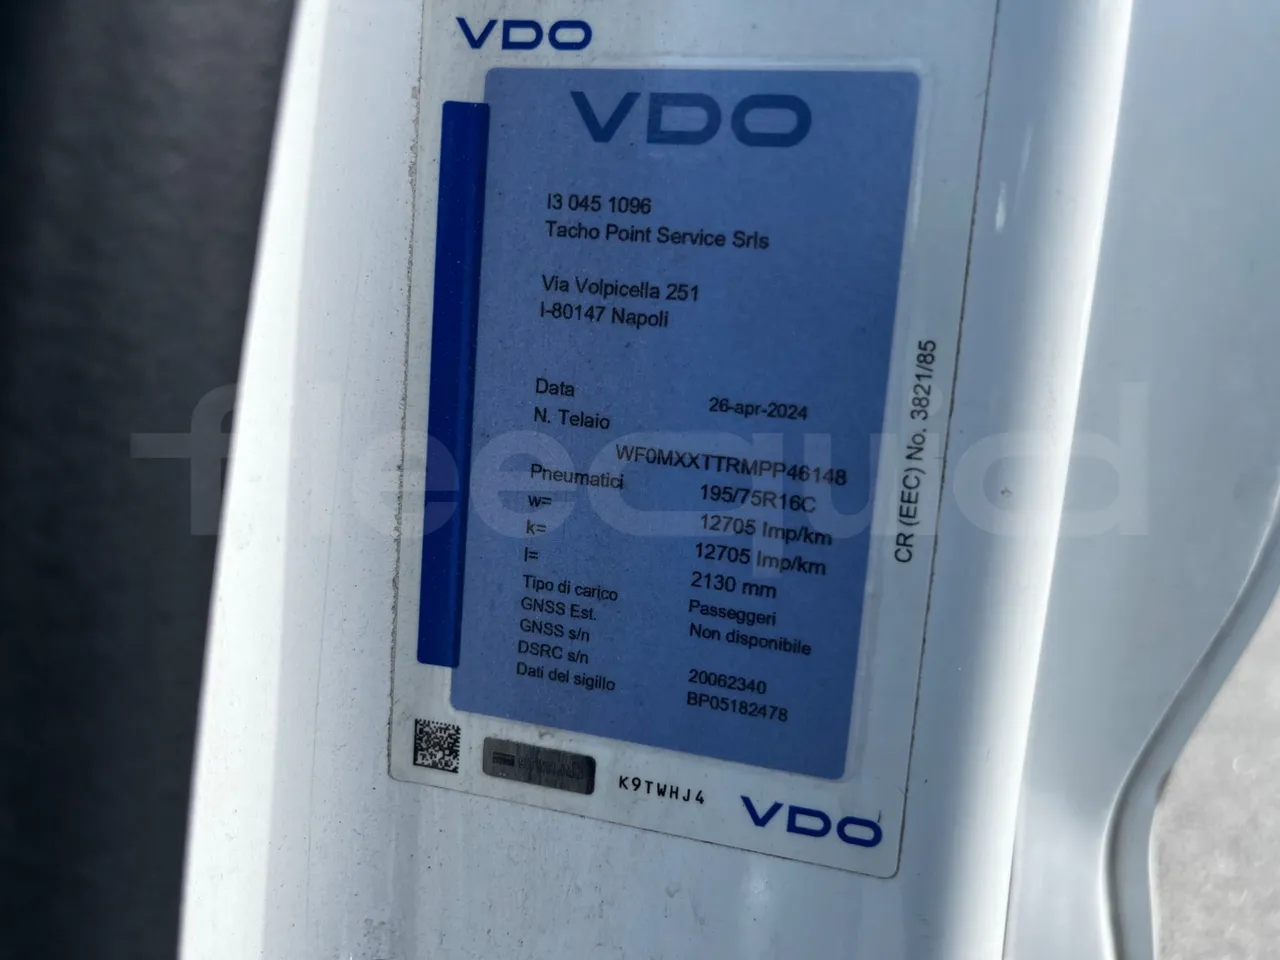 VDO
VDO
I3 045 1096
Tacho Point Service Srls
Via Volpicella 251
I-80147 Napoli
Data 26-apr-2024
N. Telaio
WF0MXXTTRMPP46148
Pneumatici 195/75R16C
w= 12705 Imp/km
k= 12705 Imp/km
l= 2130 mm
Tipo di carico Passeggeri
GNSS Est. Non disponibile
GNSS s/n
DSRC s/n 20062340
Dati del sigillo BP05182478
CR (EEC) No. 3821/85
K9TWHJ4
VDO
fleequid